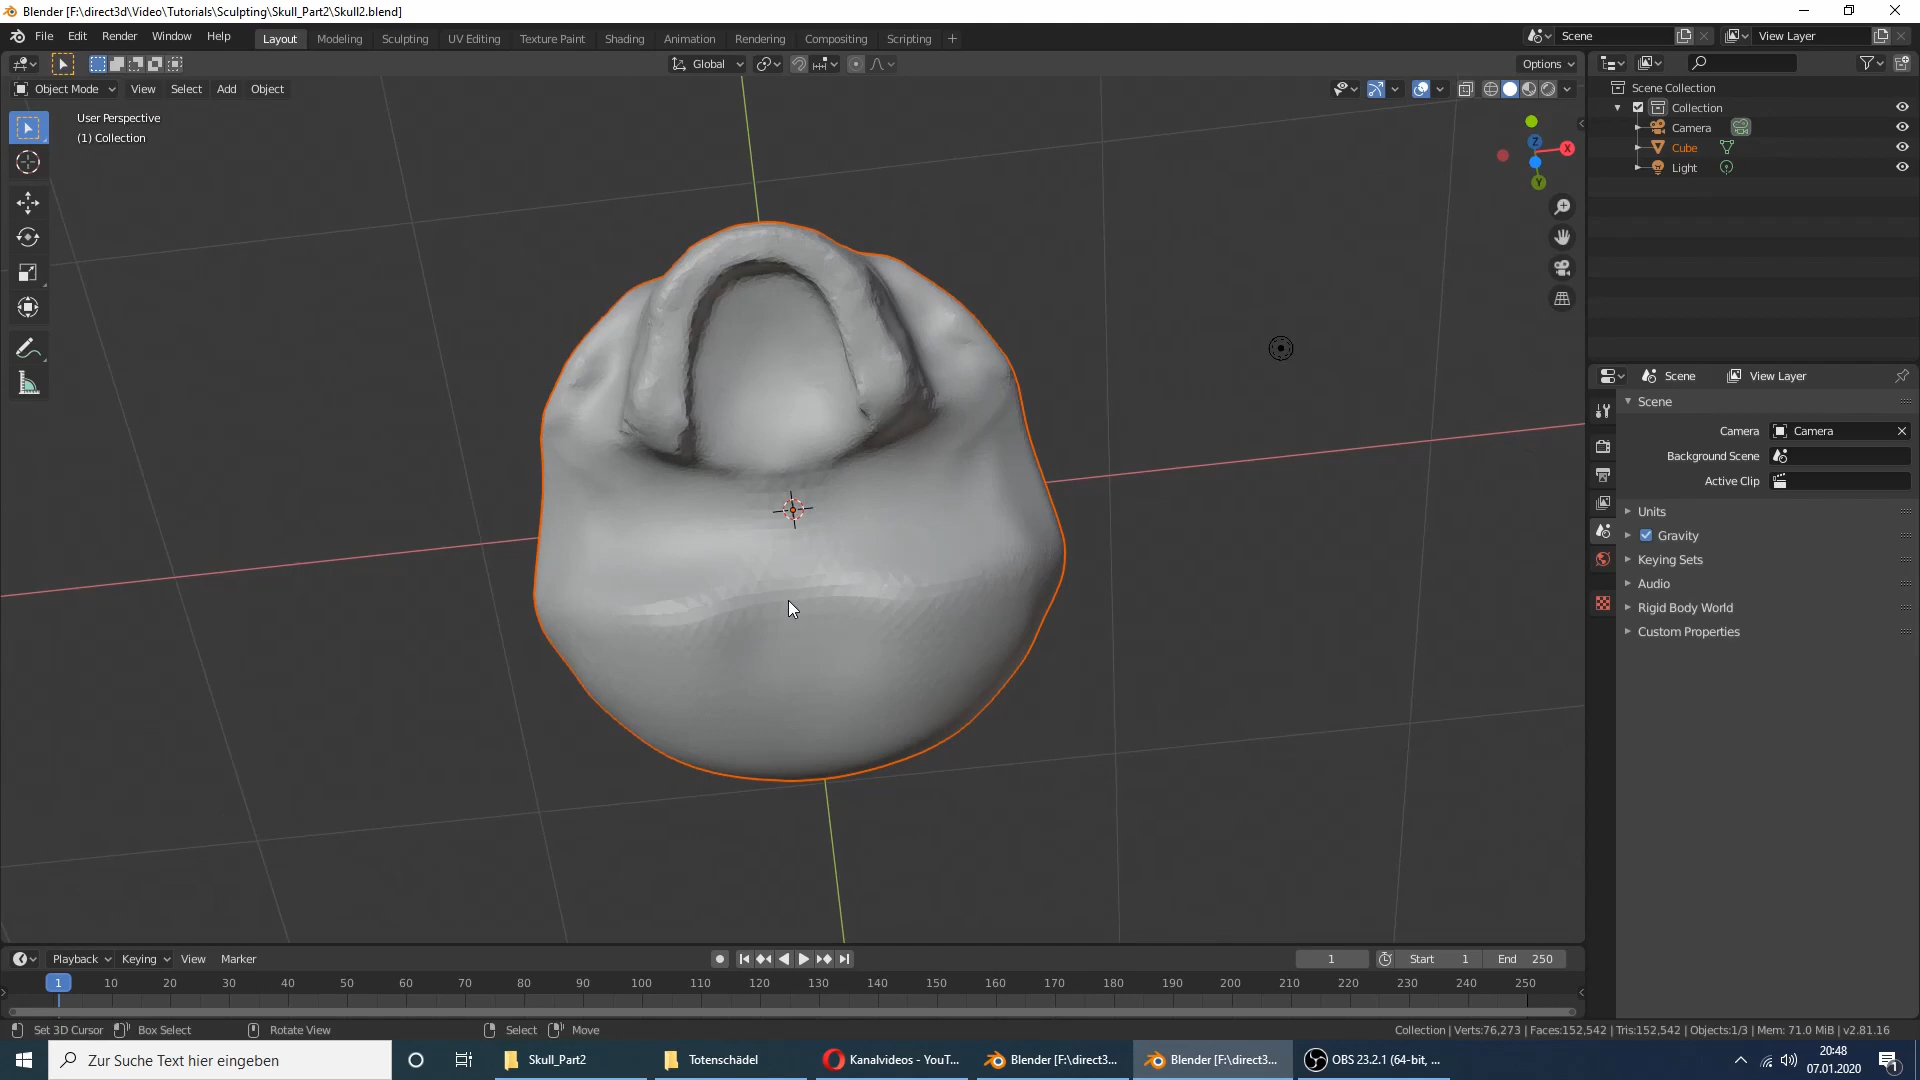 Blender [F:\direct3d\Video\Tutorials\Sculpting\Skull_Part2\Skull2.blend]
File Edit Render Window Help Layout Modeling Sculpting UV Editing Texture Paint Shading Animation Rendering Compositing Scripting + Scene View Layer
Global Options
Object Mode View Select Add Object
User Perspective
(1) Collection
Z X Y
Scene Collection
Collection
Camera
Cube
Light
Scene View Layer
Scene
Camera Camera
Background Scene
Active Clip
Units
Gravity
Keying Sets
Audio
Rigid Body World
Custom Properties
Playback Keying View Marker 1 Start 1 End 250
1 10 20 30 40 50 60 70 80 90 100 110 120 130 140 150 160 170 180 190 200 210 220 230 240 250
Set 3D Cursor Box Select Rotate View Select Move Collection | Verts:76,273 | Faces:152,542 | Tris:152,542 | Objects:1/3 | Mem: 71.0 MiB | v2.81.16
Zur Suche Text hier eingeben Skull_Part2 Totenschädel Kanalvideos - YouT... Blender [F:\direct3... Blender [F:\direct3... OBS 23.2.1 (64-bit, ... 20:48
07.01.2020 1